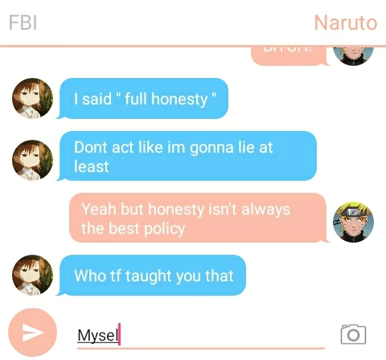 FBI
Naruto
I said " full honesty "
Dont act like im gonna lie at
least
Yeah but honesty isn't always
the best policy
Who tf taught you that
Mysel